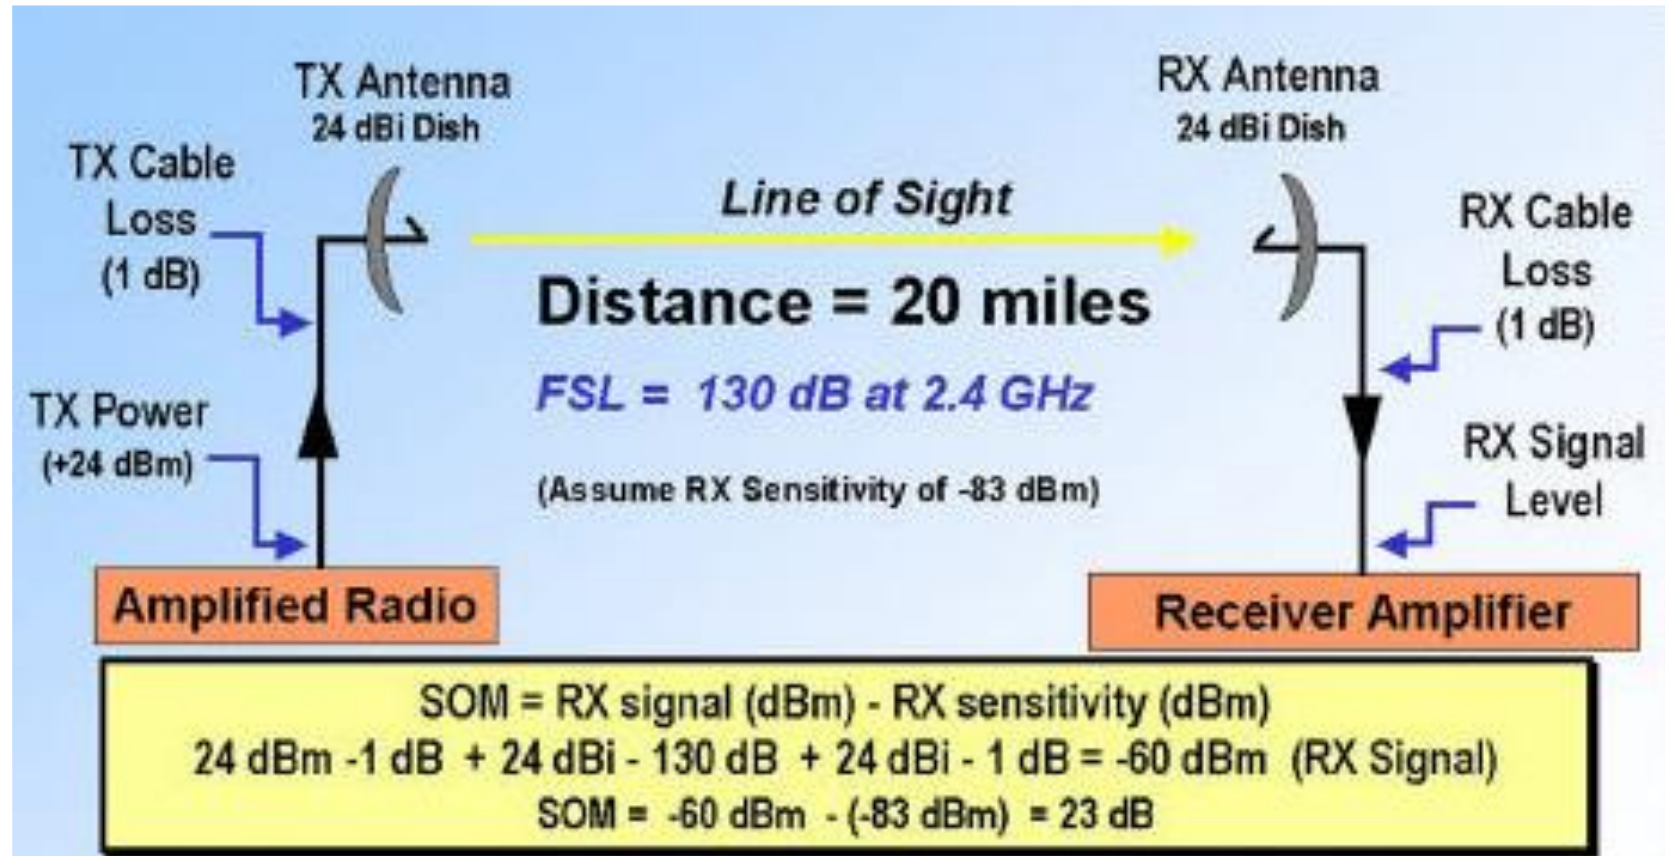 TX Antenna
24 dBi Dish
RX Antenna
24 dBi Dish
TX Cable
Loss
(1 dB)
Line of Sight
RX Cable
Loss
(1 dB)
Distance = 20 miles
FSL = 130 dB at 2.4 GHz
TX Power
(+24 dBm)
RX Signal
Level
(Assume RX Sensitivity of -83 dBm)
Amplified Radio
Receiver Amplifier
SOM = RX signal (dBm) - RX sensitivity (dBm)
24 dBm -1 dB + 24 dBi - 130 dB + 24 dBi - 1 dB = -60 dBm (RX Signal)
SOM = -60 dBm - (-83 dBm) = 23 dB